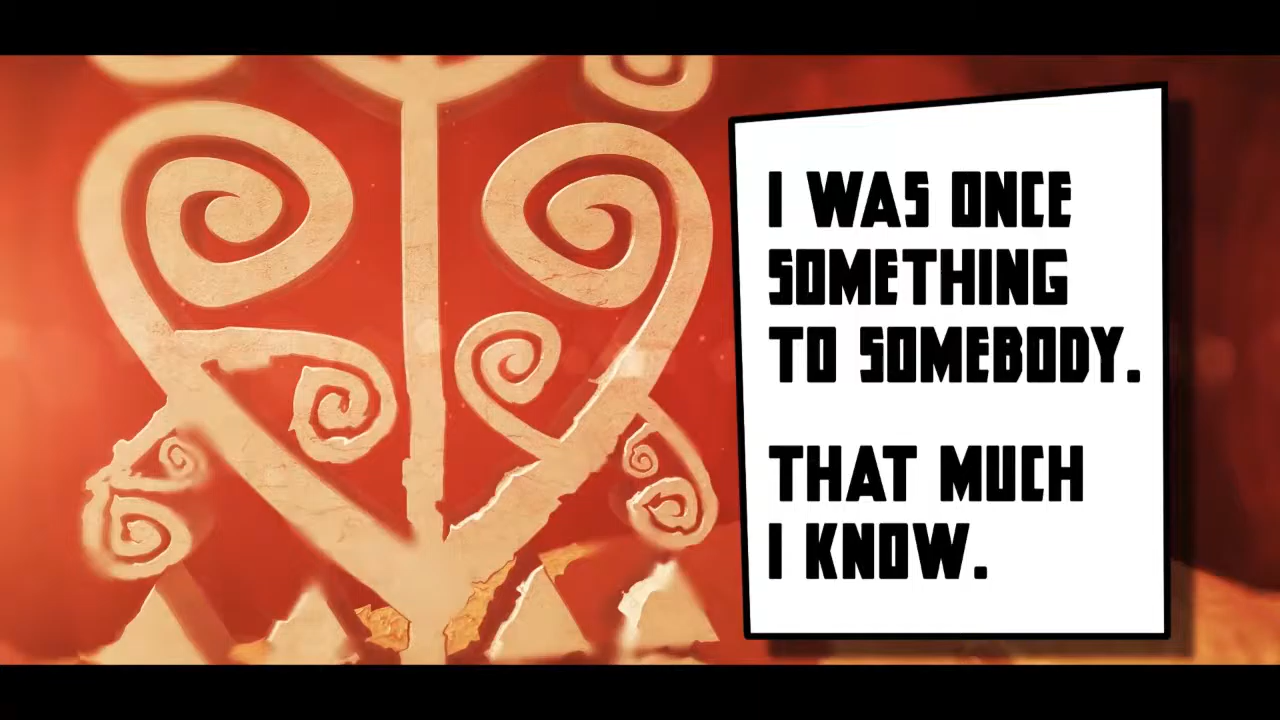 I WAS ONCE
SOMETHING
TO SOMEBODY.
THAT MUCH
I KNOW.